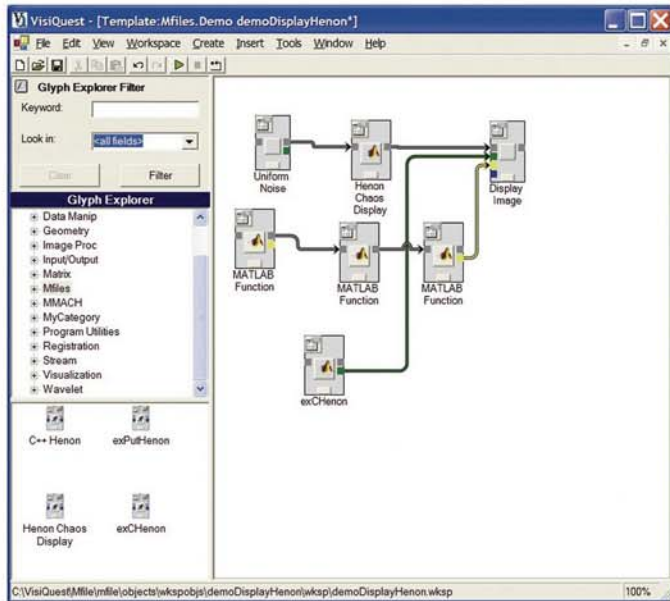 VisiQuest - [Template:Mfiles.Demo demoDisplayHenon*]
File Edit View Workspace Create Insert Tools Window Help
Glyph Explorer Filter
Keyword:
Look in: <all fields>
Clear Filter
Glyph Explorer
Data Manip
Geometry
Image Proc
Input/Output
Matrix
Mfiles
MMACH
MyCategory
Program Utilities
Registration
Stream
Visualization
Wavelet
C++ Henon exPutHenon
Henon Chaos
Display
exCHenon
Uniform
Noise
Henon
Chaos
Display
Display
Image
MATLAB
Function
MATLAB
Function
MATLAB
Function
exCHenon
C:\VisiQuest\Mfile\mfile\objects\wkspobjs\demoDisplayHenon\wksp\demoDisplayHenon.wksp 100%